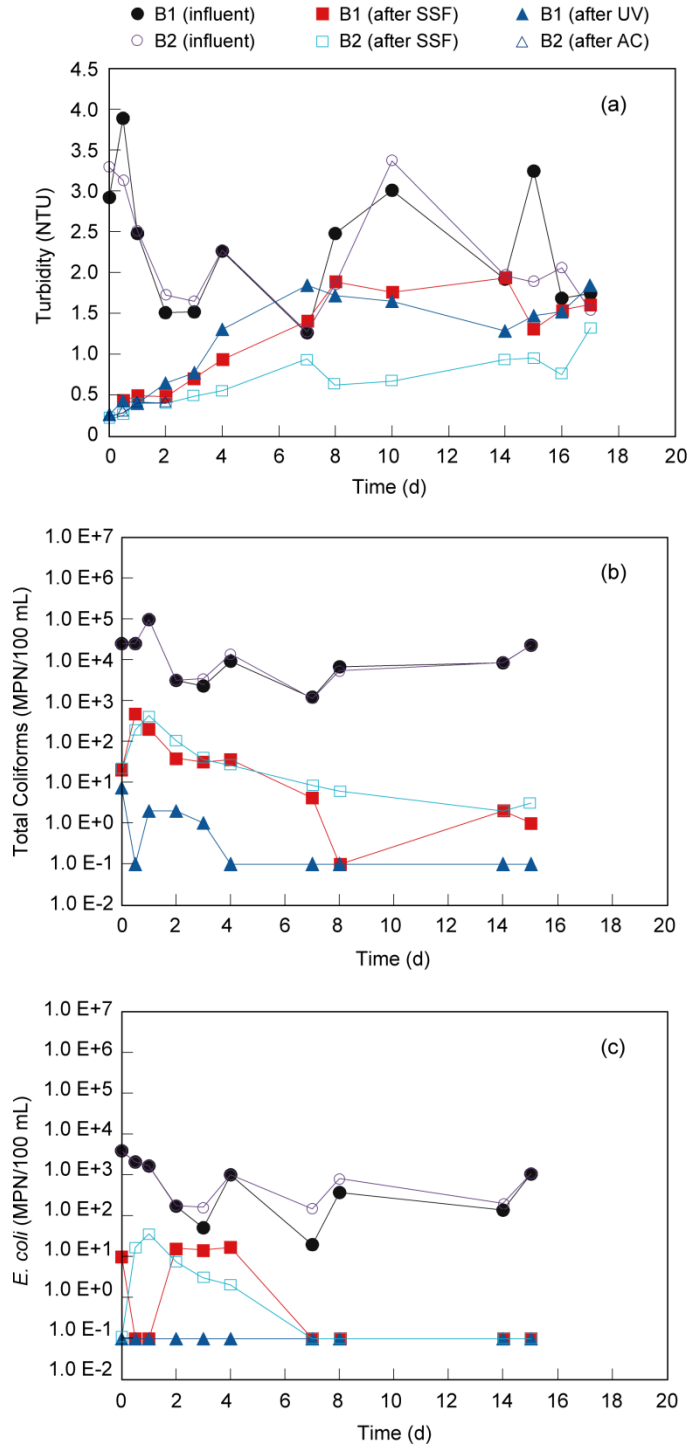 B1 (influent) B1 (after SSF) B1 (after UV)
B2 (influent) B2 (after SSF) B2 (after AC)
(a)
Turbidity (NTU)
4.5
4.0
3.5
3.0
2.5
2.0
1.5
1.0
0.5
0
0 2 4 6 8 10 12 14 16 18 20
Time (d)
(b)
Total Coliforms (MPN/100 mL)
1.0 E+7
1.0 E+6
1.0 E+5
1.0 E+4
1.0 E+3
1.0 E+2
1.0 E+1
1.0 E+0
1.0 E-1
1.0 E-2
0 2 4 6 8 10 12 14 16 18 20
Time (d)
(c)
E. coli (MPN/100 mL)
1.0 E+7
1.0 E+6
1.0 E+5
1.0 E+4
1.0 E+3
1.0 E+2
1.0 E+1
1.0 E+0
1.0 E-1
1.0 E-2
0 2 4 6 8 10 12 14 16 18 20
Time (d)